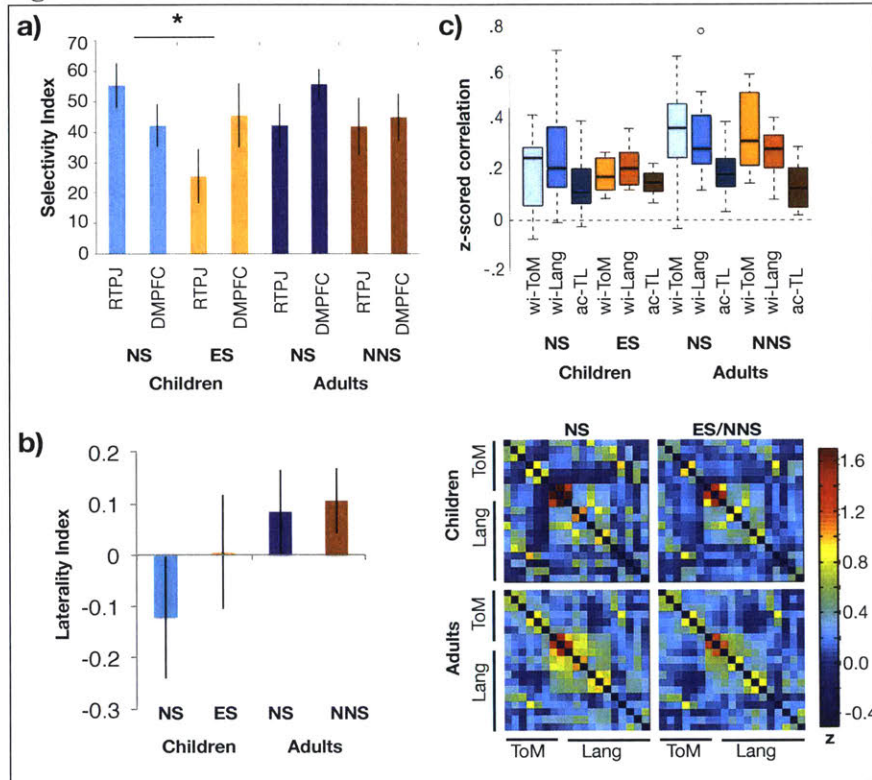 a)
*
Selectivity Index
70
60
50
40
30
20
10
0
RTPJ
DMPFC
RTPJ
DMPFC
RTPJ
DMPFC
RTPJ
DMPFC
NS ES NS NNS
Children Adults
b)
Laterality Index
0.2
0.1
0
-0.1
-0.2
-0.3
NS ES NS NNS
Children Adults
c)
z-scored correlation
.8
.6
.4
.2
0
-.2
wi-ToM
wi-Lang
ac-TL
wi-ToM
wi-Lang
ac-TL
wi-ToM
wi-Lang
ac-TL
wi-ToM
wi-Lang
ac-TL
NS ES NS NNS
Children Adults
NS ES/NNS
Children
ToM
Lang
Adults
ToM
Lang
ToM Lang ToM Lang
1.6
1.2
0.8
0.4
0.0
-0.4
z